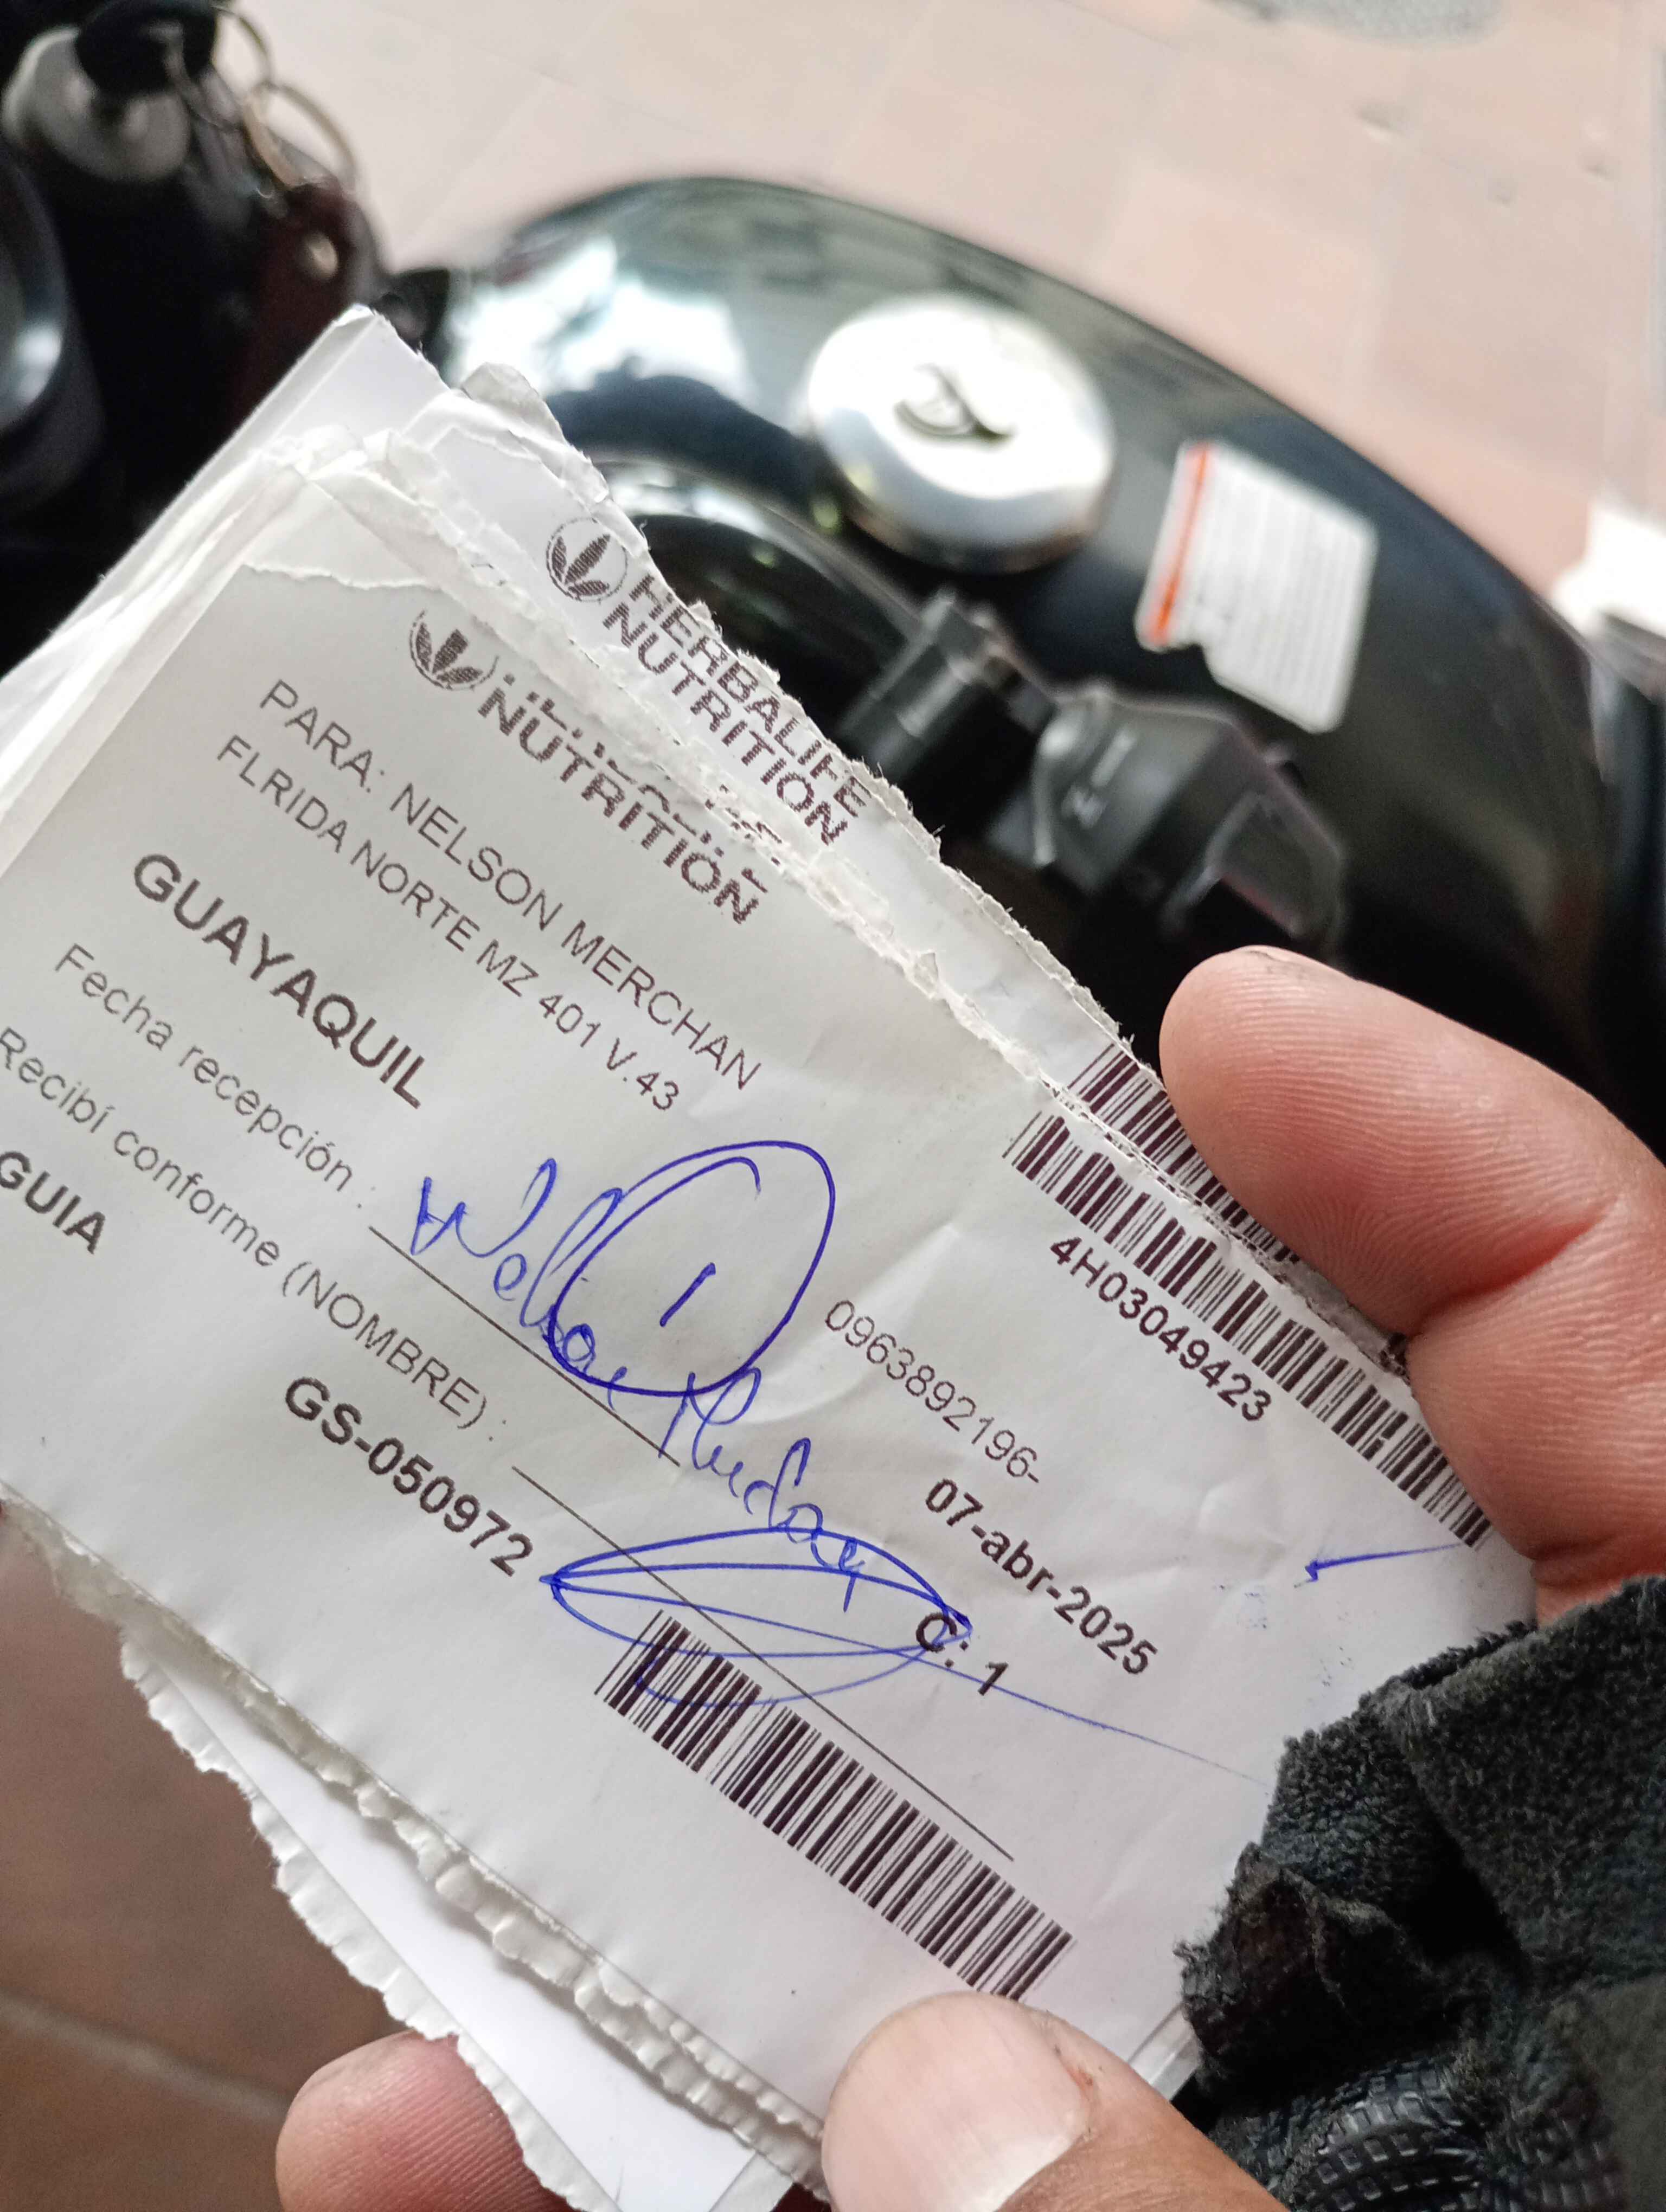 HERBALIFE
NUTRITION
NUTRITION
PARA: NELSON MERCHAN
FLRIDA NORTE MZ 401 V.43
4H03049423
GUAYAQUIL
0963892196-
Fecha recepción :
07-abr-2025
Recibí conforme (NOMBRE) :
GUIA
GS-050972
C: 1